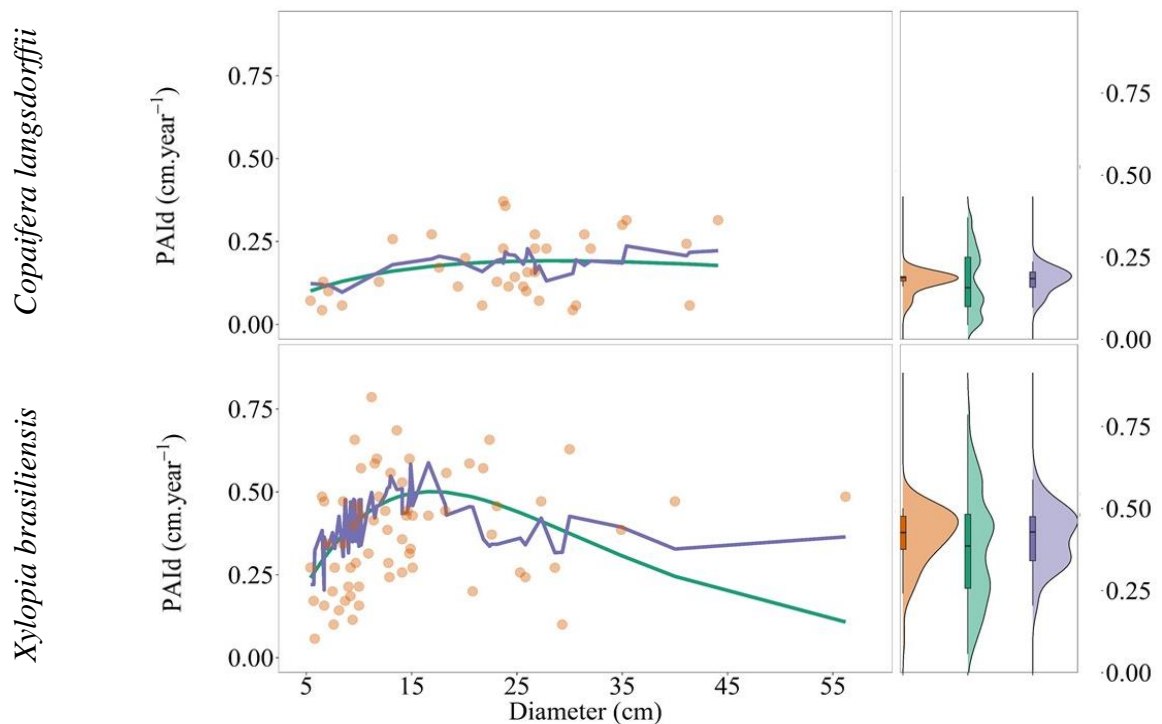 Copaifera langsdorffii
PAId (cm.year⁻¹)
0.75
0.50
0.25
0.00
0.75
0.50
0.25
0.00
Xylopia brasiliensis
PAId (cm.year⁻¹)
0.75
0.50
0.25
0.00
0.75
0.50
0.25
0.00
5 15 25 35 45 55
Diameter (cm)